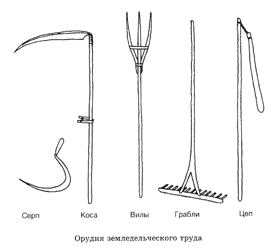 Серп Коса Вилы Грабли Цеп
Орудия земледельческого труда